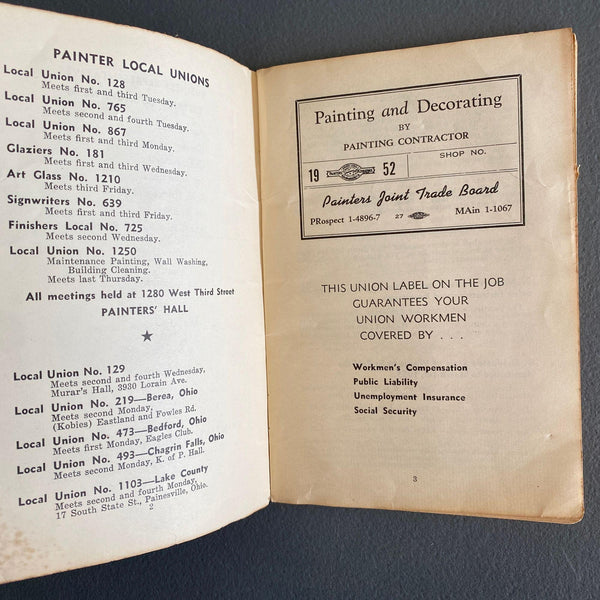 PAINTER LOCAL UNIONS
Local Union No. 128
Meets first and third Tuesday.
Local Union No. 765
Meets second and fourth Tuesday.
Local Union No. 867
Meets first and third Monday.
Glaziers No. 181
Meets first and third Wednesday.
Art Glass No. 1210
Meets third Friday.
Signwriters No. 639
Meets first and third Friday.
Finishers Local No. 725
Meets second Wednesday.
Local Union No. 1250
Maintenance Painting, Wall Washing,
Building Cleaning.
Meets last Thursday.
All meetings held at 1280 West Third Street
PAINTERS' HALL
Local Union No. 129
Meets second and fourth Wednesday,
Murar's Hall, 3930 Lorain Ave.
Local Union No. 219—Berea, Ohio
Meets second Monday,
(Kobies) Eastland and Fowles Rd.
Local Union No. 473—Bedford, Ohio
Meets first Monday, Eagles Club.
Local Union No. 493—Chagrin Falls, Ohio
Meets second Monday, K. of P. Hall.
Local Union No. 1103—Lake County
Meets second and fourth Monday,
17 South State St., Painesville, Ohio.
2
Painting and Decorating
BY
PAINTING CONTRACTOR
SHOP NO.
19 52
Painters Joint Trade Board
PRospect 1-4896-7 27 MAin 1-1067
THIS UNION LABEL ON THE JOB
GUARANTEES YOUR
UNION WORKMEN
COVERED BY . . .
Workmen's Compensation
Public Liability
Unemployment Insurance
Social Security
3